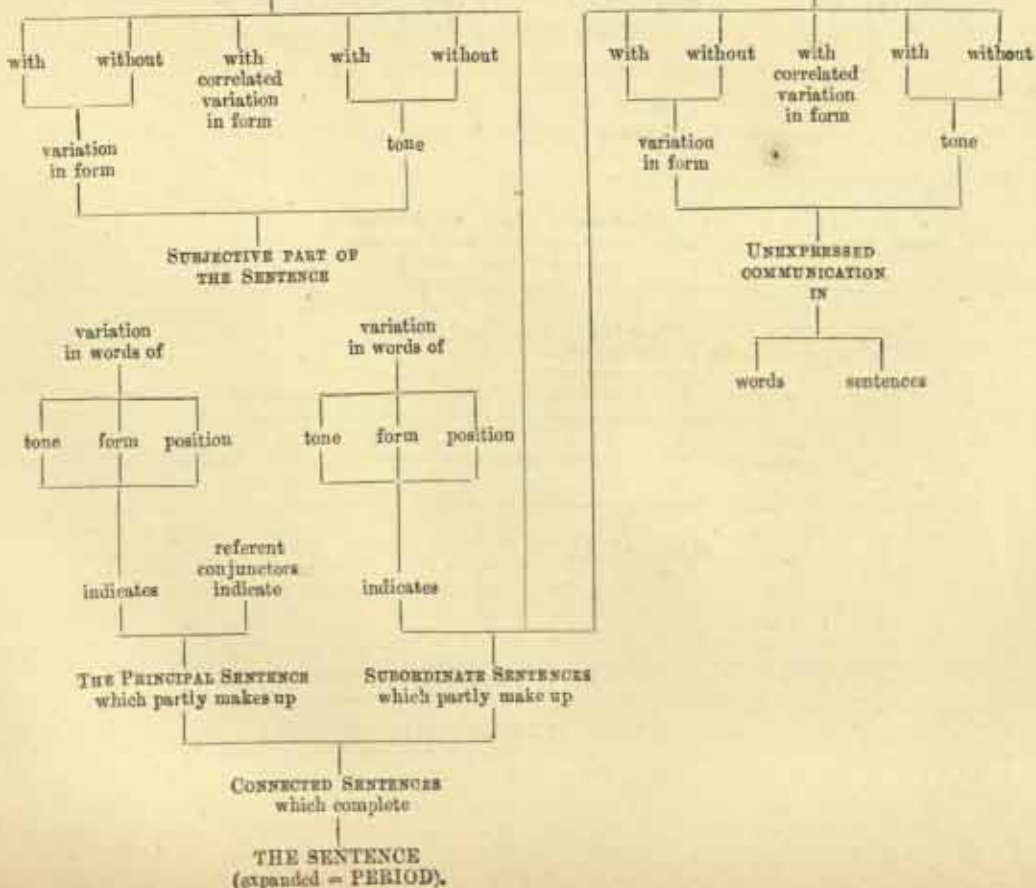 with without with correlated variation in form with without
variation in form
tone
SUBJECTIVE PART OF
THE SENTENCE
with without with correlated variation in form with without
variation in form
tone
UNEXPRESSED
COMMUNICATION
IN
words sentences
variation
in words of
tone form position
indicates
referent
conjunctors
indicate
variation
in words of
tone form position
indicates
THE PRINCIPAL SENTENCE
which partly makes up
SUBORDINATE SENTENCES
which partly make up
CONNECTED SENTENCES
which complete
THE SENTENCE
(expanded = PERIOD).